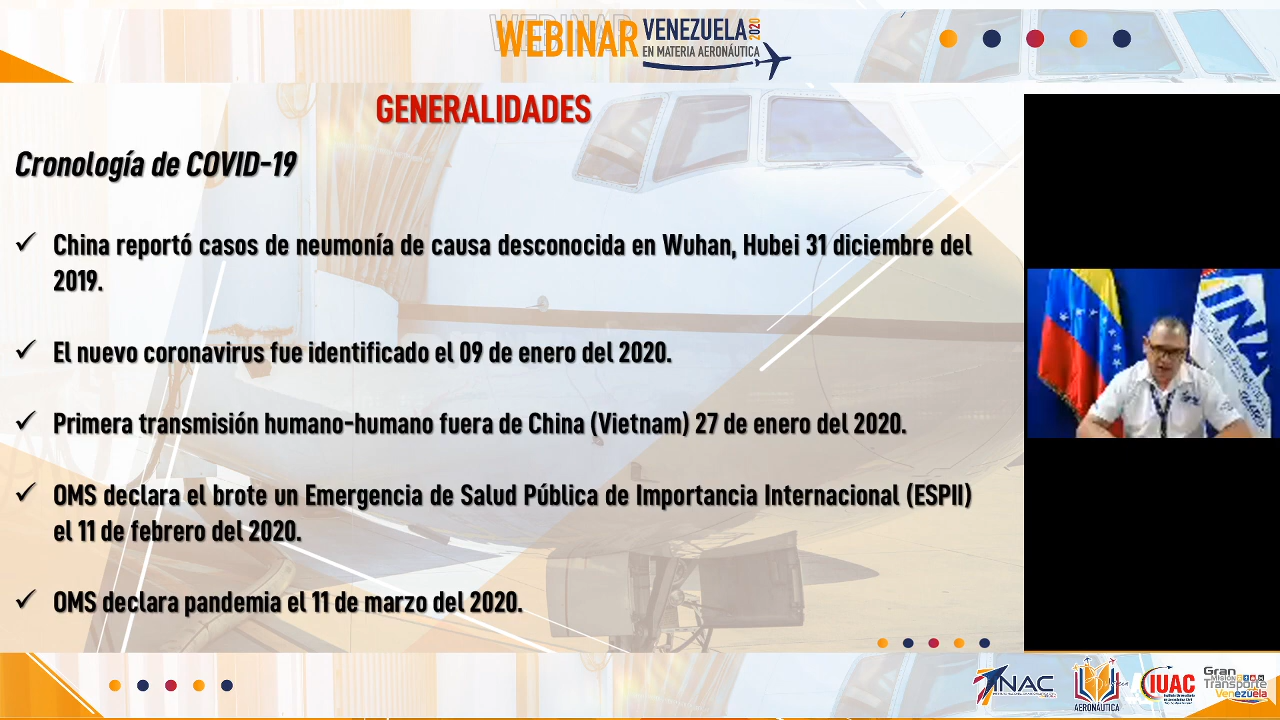 WEBINAR VENEZUELA 2020
EN MATERIA AERONÁUTICA
GENERALIDADES
Cronología de COVID-19
✓ China reportó casos de neumonía de causa desconocida en Wuhan, Hubei 31 diciembre del
2019.
✓ El nuevo coronavirus fue identificado el 09 de enero del 2020.
✓ Primera transmisión humano-humano fuera de China (Vietnam) 27 de enero del 2020.
✓ OMS declara el brote un Emergencia de Salud Pública de Importancia Internacional (ESPII)
el 11 de febrero del 2020.
✓ OMS declara pandemia el 11 de marzo del 2020.
INAC
AERONÁUTICA
IUAC
Gran
MISIÓN
Transporte
Venezuela